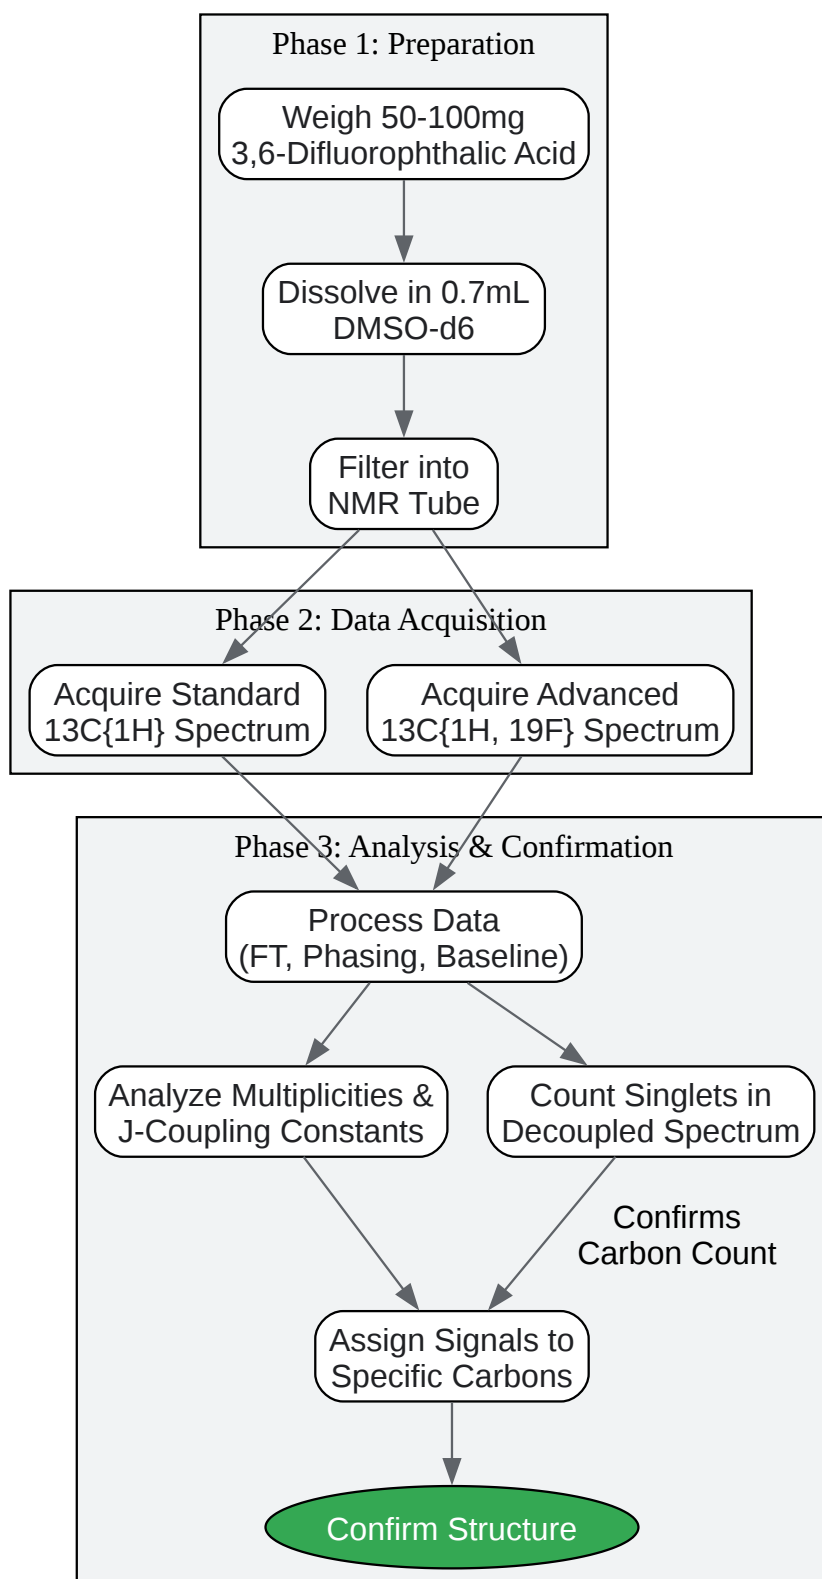 Phase 1: Preparation
Weigh 50-100mg
3,6-Difluorophthalic Acid
Dissolve in 0.7mL
DMSO-d6
Filter into
NMR Tube
Phase 2: Data Acquisition
Acquire Standard
13C{1H} Spectrum
Acquire Advanced
13C{1H, 19F} Spectrum
Phase 3: Analysis & Confirmation
Process Data
(FT, Phasing, Baseline)
Analyze Multiplicities &
J-Coupling Constants
Count Singlets in
Decoupled Spectrum
Confirms
Carbon Count
Assign Signals to
Specific Carbons
Confirm Structure